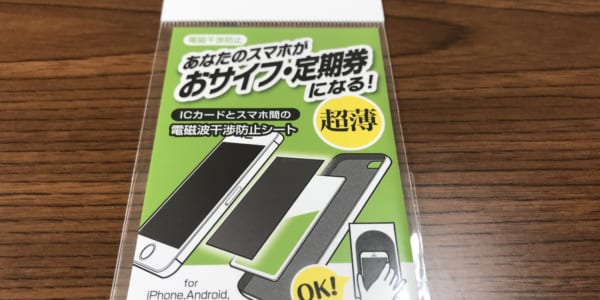 電磁干渉防止
あなたのスマホが
おサイフ・定期券
になる!
ICカードとスマホ間の
電磁波干渉防止シート
超薄
OK!
for
iPhone,Android,